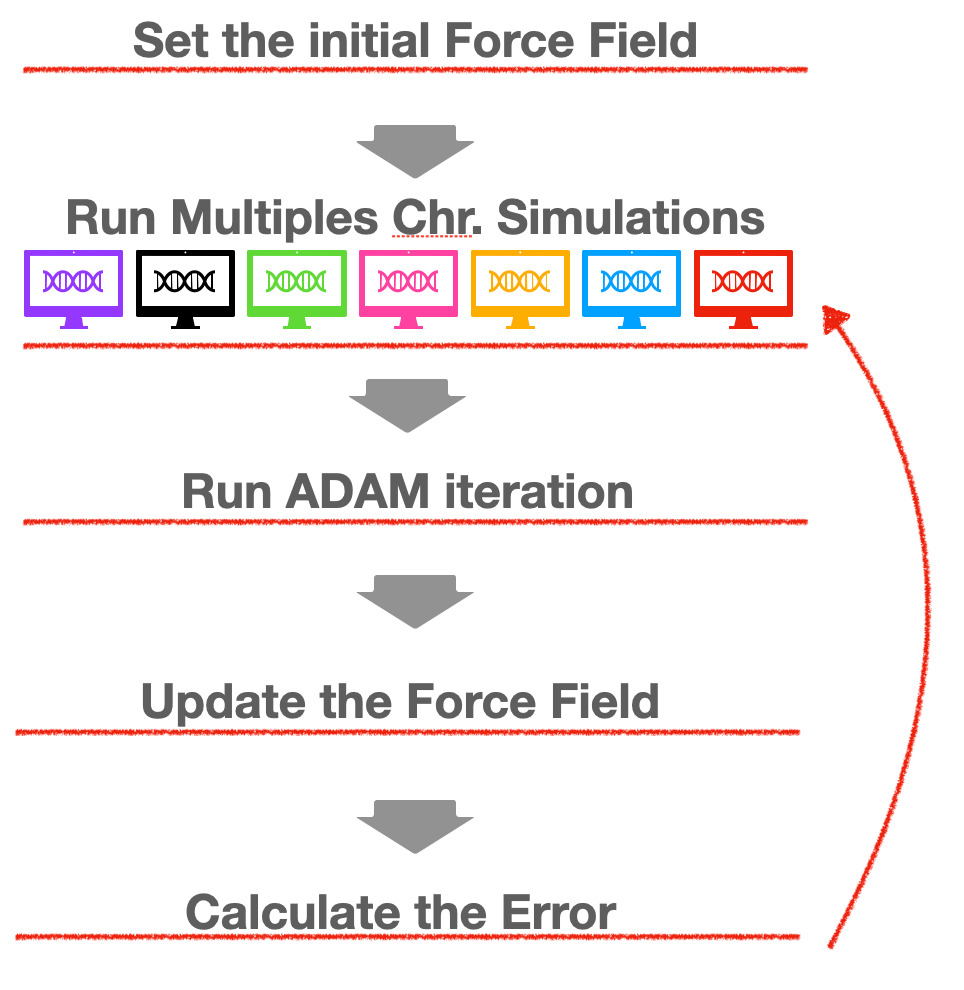 Set the initial Force Field
Run Multiples Chr. Simulations
Run ADAM iteration
Update the Force Field
Calculate the Error